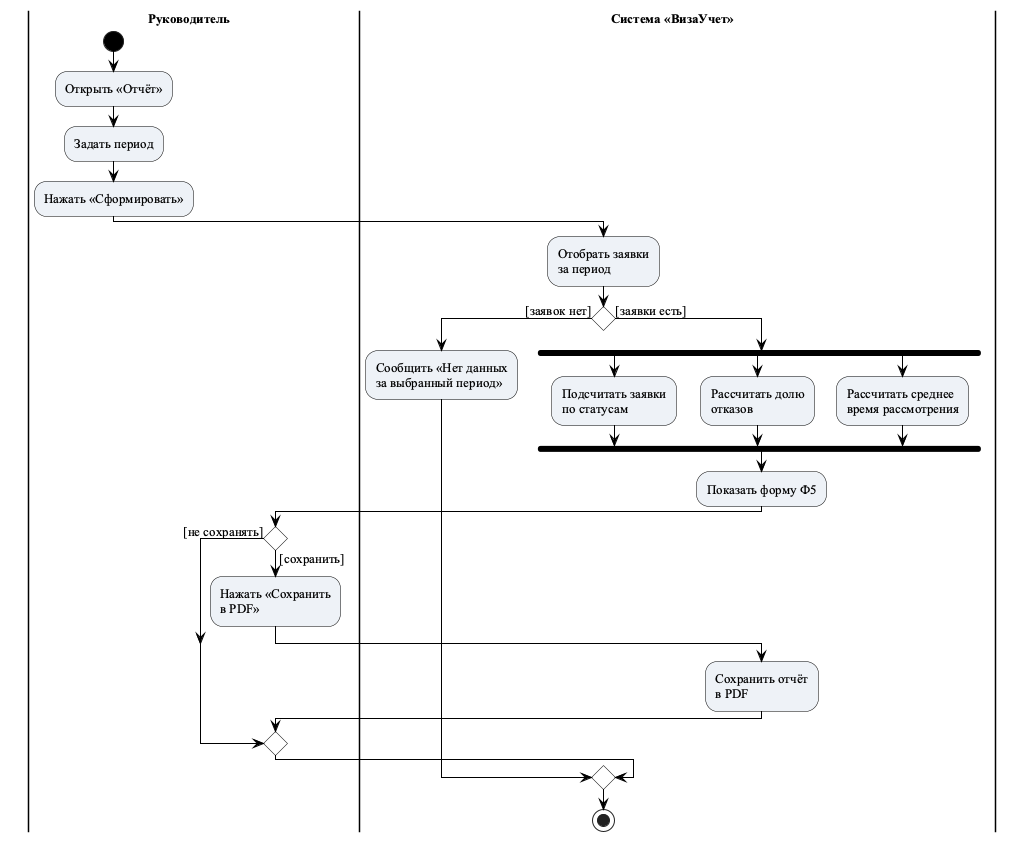 Руководитель
Система «ВизаУчет»
Открыть «Отчёт»
Задать период
Нажать «Сформировать»
Отобрать заявки
за период
[заявок нет]
[заявки есть]
Сообщить «Нет данных
за выбранный период»
Подсчитать заявки
по статусам
Рассчитать долю
отказов
Рассчитать среднее
время рассмотрения
Показать форму Ф5
[не сохранять]
[сохранить]
Нажать «Сохранить
в PDF»
Сохранить отчёт
в PDF